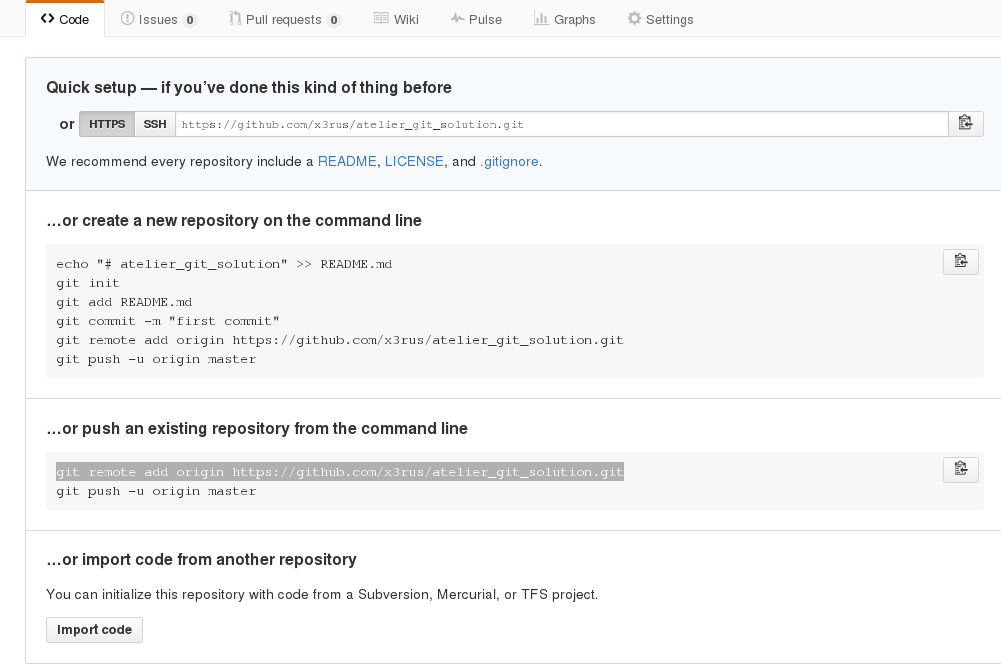 Code Issues 0 Pull requests 0 Wiki Pulse Graphs Settings
Quick setup — if you’ve done this kind of thing before
or HTTPS SSH https://github.com/x3rus/atelier_git_solution.git
We recommend every repository include a README, LICENSE, and .gitignore.
…or create a new repository on the command line
echo "# atelier_git_solution" >> README.md
git init
git add README.md
git commit -m "first commit"
git remote add origin https://github.com/x3rus/atelier_git_solution.git
git push -u origin master
…or push an existing repository from the command line
git remote add origin https://github.com/x3rus/atelier_git_solution.git
git push -u origin master
…or import code from another repository
You can initialize this repository with code from a Subversion, Mercurial, or TFS project.
Import code